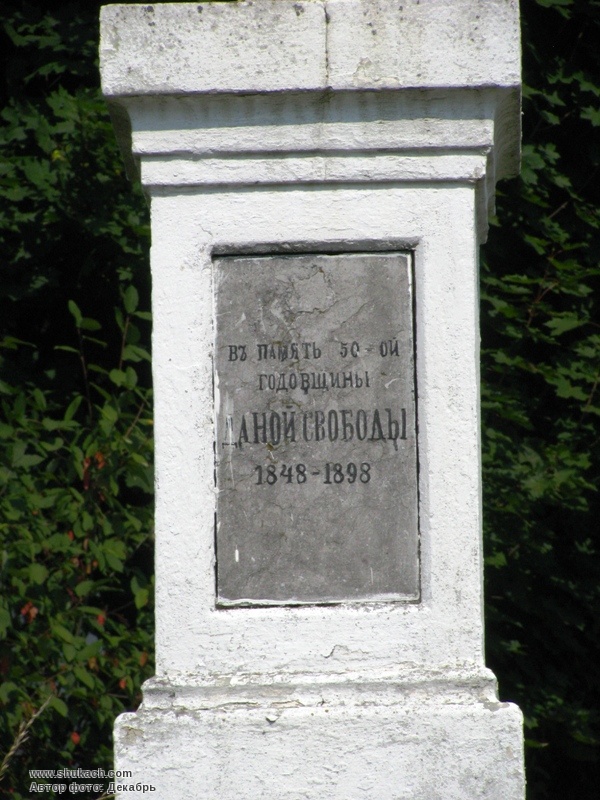 ВЪ ПАМЯТЬ 50-ОЙ
ГОДОВЩИНЫ
ДАНОЙ СВОБОДЫ
1848-1898
www.shukach.com
Автор фото: Декабрь